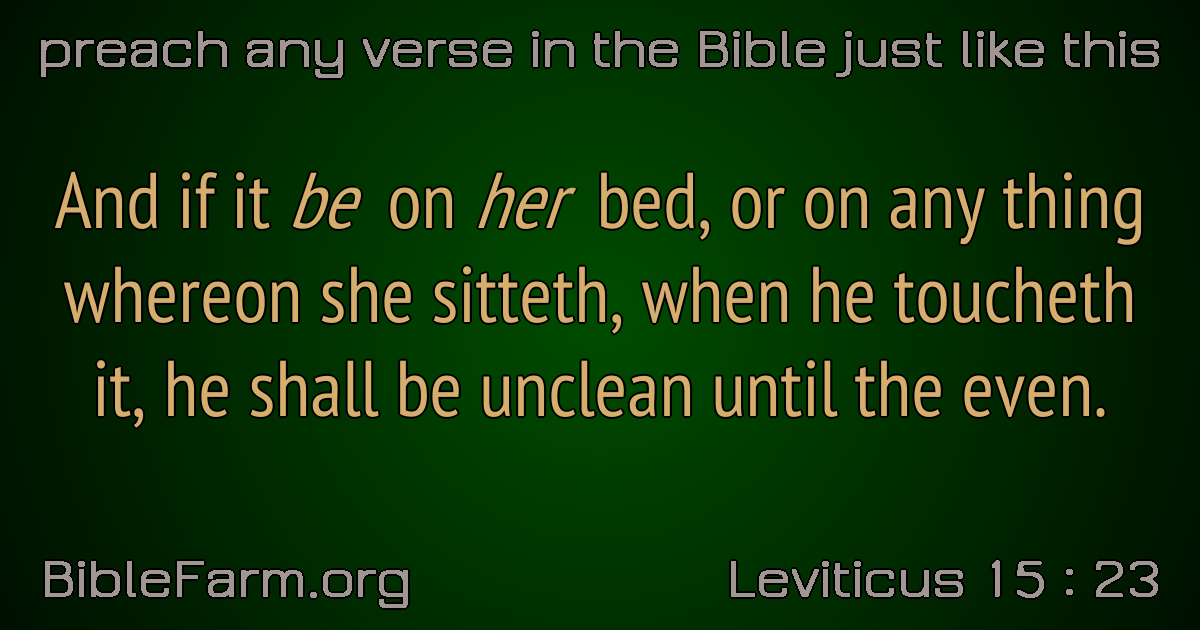 preach any verse in the Bible just like this
And if it be on her bed, or on any thing
whereon she sitteth, when he toucheth
it, he shall be unclean until the even.
BibleFarm.org
Leviticus 15 : 23